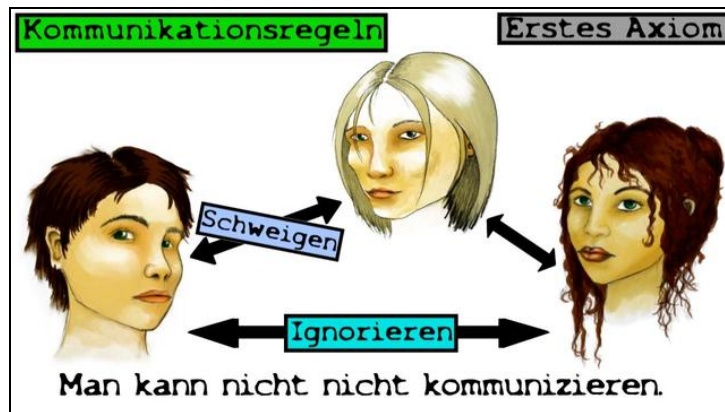 Kommunikationsregeln
Erstes Axiom
Schweigen
Ignorieren
Man kann nicht nicht kommunizieren.